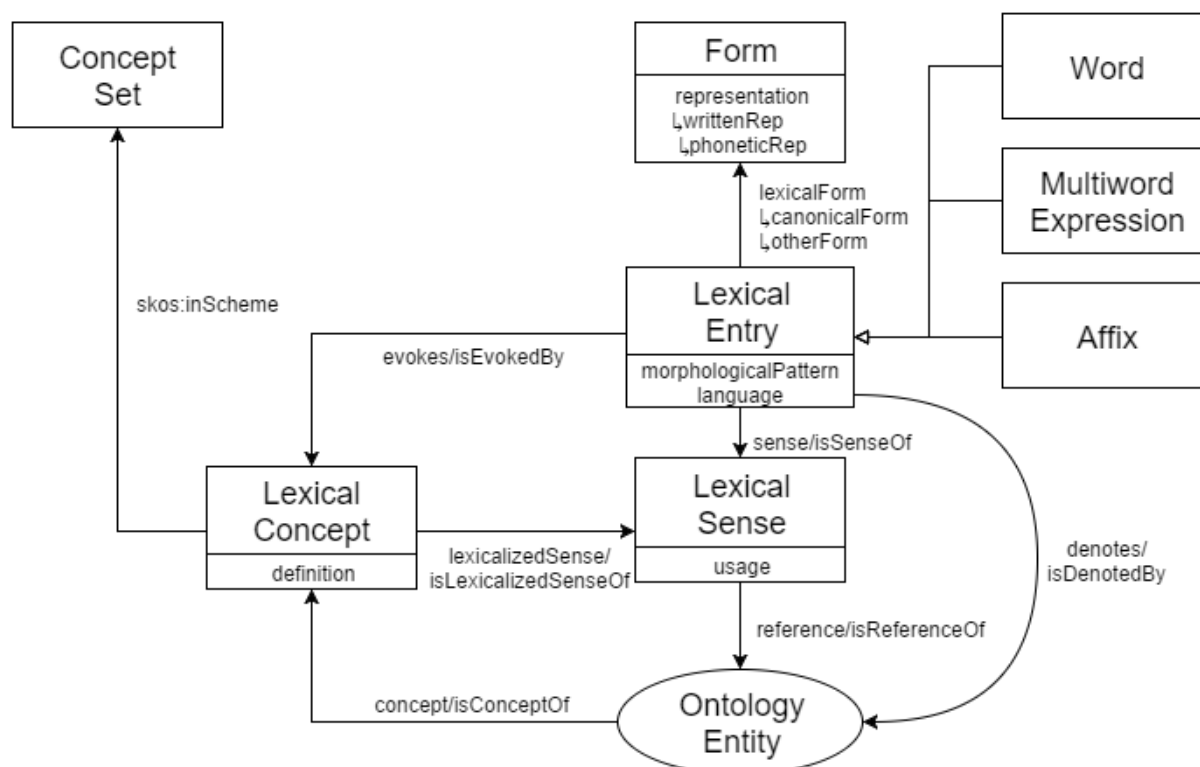 Concept
Set
Form
representation
↳writtenRep
↳phoneticRep
Word
Multiword
Expression
Affix
lexicalForm
↳canonicalForm
↳otherForm
skos:inScheme
Lexical
Entry
morphologicalPattern
language
evokes/isEvokedBy
sense/isSenseOf
Lexical
Concept
definition
lexicalizedSense/
isLexicalizedSenseOf
Lexical
Sense
usage
denotes/
isDenotedBy
reference/isReferenceOf
concept/isConceptOf
Ontology
Entity